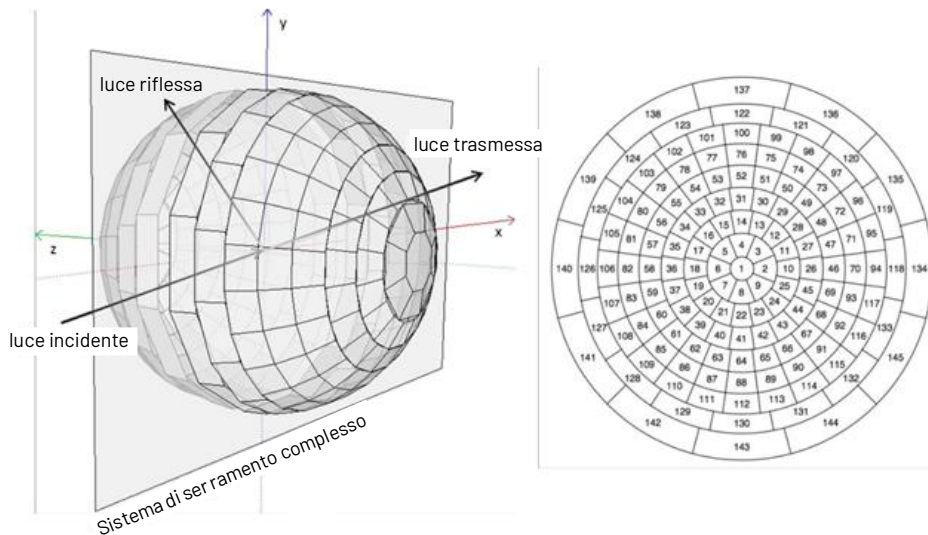 y
luce riflessa
luce trasmessa
x
z
luce incidente
Sistema di ser ramento complesso
137
138 122 136
123 121
101 100 99
124 102 98 120
77 76 75
103 78 74 97
139 53 52 51 135
79 54 50 73
104 55 49 96
125 80 33 32 31 30 29 72 119
56 34 28 48
105 16 15 14 13 12 95
81 57 35 17 5 4 3 11 27 47 71
140 126 106 82 58 36 18 6 1 2 10 26 46 70 94 118 134
107 83 59 37 19 7 8 9 25 45 69 93 117
60 38 20 21 22 23 24 44 68
127 108 84 39 40 41 42 43 92 133
61 67 116
85 62 63 64 65 66 91
141 109 86 87 88 89 90 115 145
128 110 111 112 113 114 132
129 130 131
142 143 144